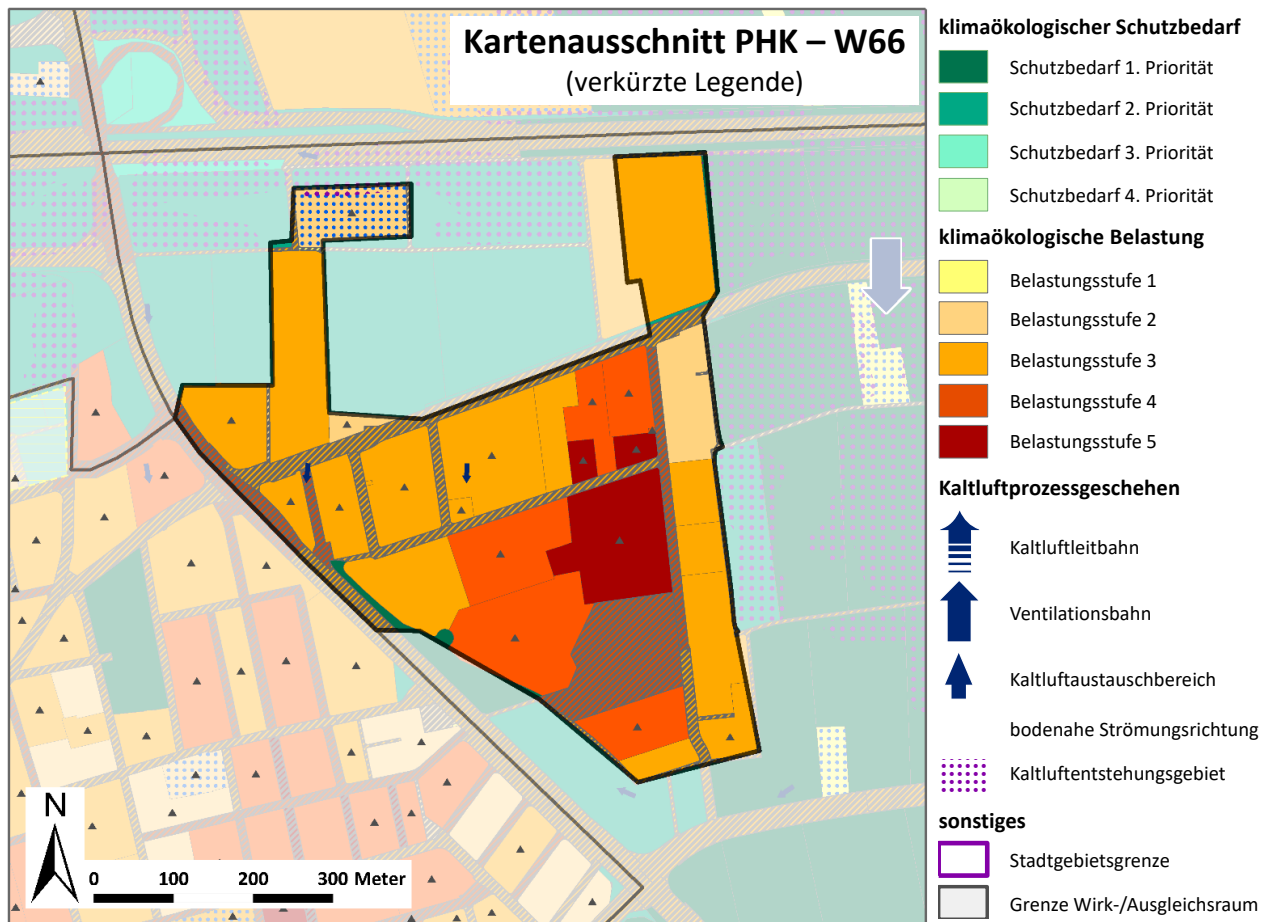 Kartenausschnitt PHK – W66
(verkürzte Legende)
N
0 100 200 300 Meter
klimaökologischer Schutzbedarf
Schutzbedarf 1. Priorität
Schutzbedarf 2. Priorität
Schutzbedarf 3. Priorität
Schutzbedarf 4. Priorität
klimaökologische Belastung
Belastungsstufe 1
Belastungsstufe 2
Belastungsstufe 3
Belastungsstufe 4
Belastungsstufe 5
Kaltluftprozessgeschehen
Kaltluftleitbahn
Ventilationsbahn
Kaltluftaustauschbereich
bodenahe Strömungsrichtung
Kaltluftentstehungsgebiet
sonstiges
Stadtgebietsgrenze
Grenze Wirk-/Ausgleichsraum